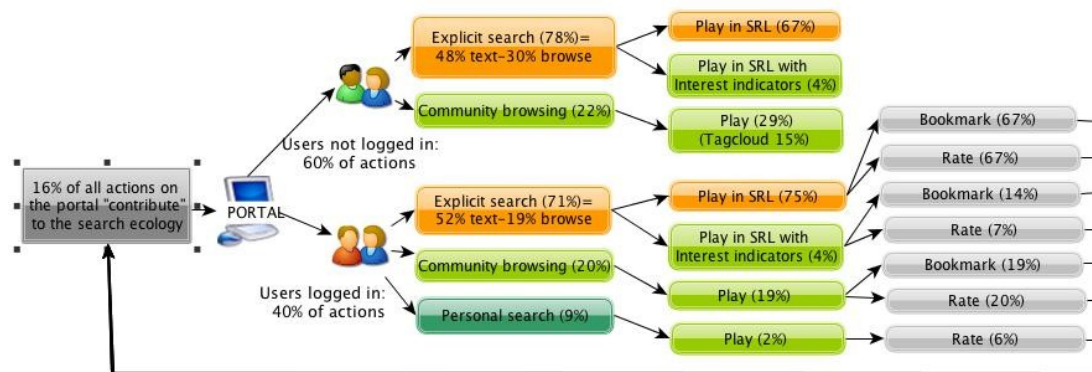 16% of all actions on
the portal "contribute"
to the search ecology
PORTAL
Users not logged in:
60% of actions
Explicit search (78%)=
48% text-30% browse
Community browsing (22%)
Play in SRL (67%)
Play in SRL with
Interest indicators (4%)
Play (29%)
(Tagcloud 15%)
Users logged in:
40% of actions
Explicit search (71%)=
52% text-19% browse
Community browsing (20%)
Personal search (9%)
Play in SRL (75%)
Play in SRL with
Interest indicators (4%)
Play (19%)
Play (2%)
Bookmark (67%)
Rate (67%)
Bookmark (14%)
Rate (7%)
Bookmark (19%)
Rate (20%)
Rate (6%)